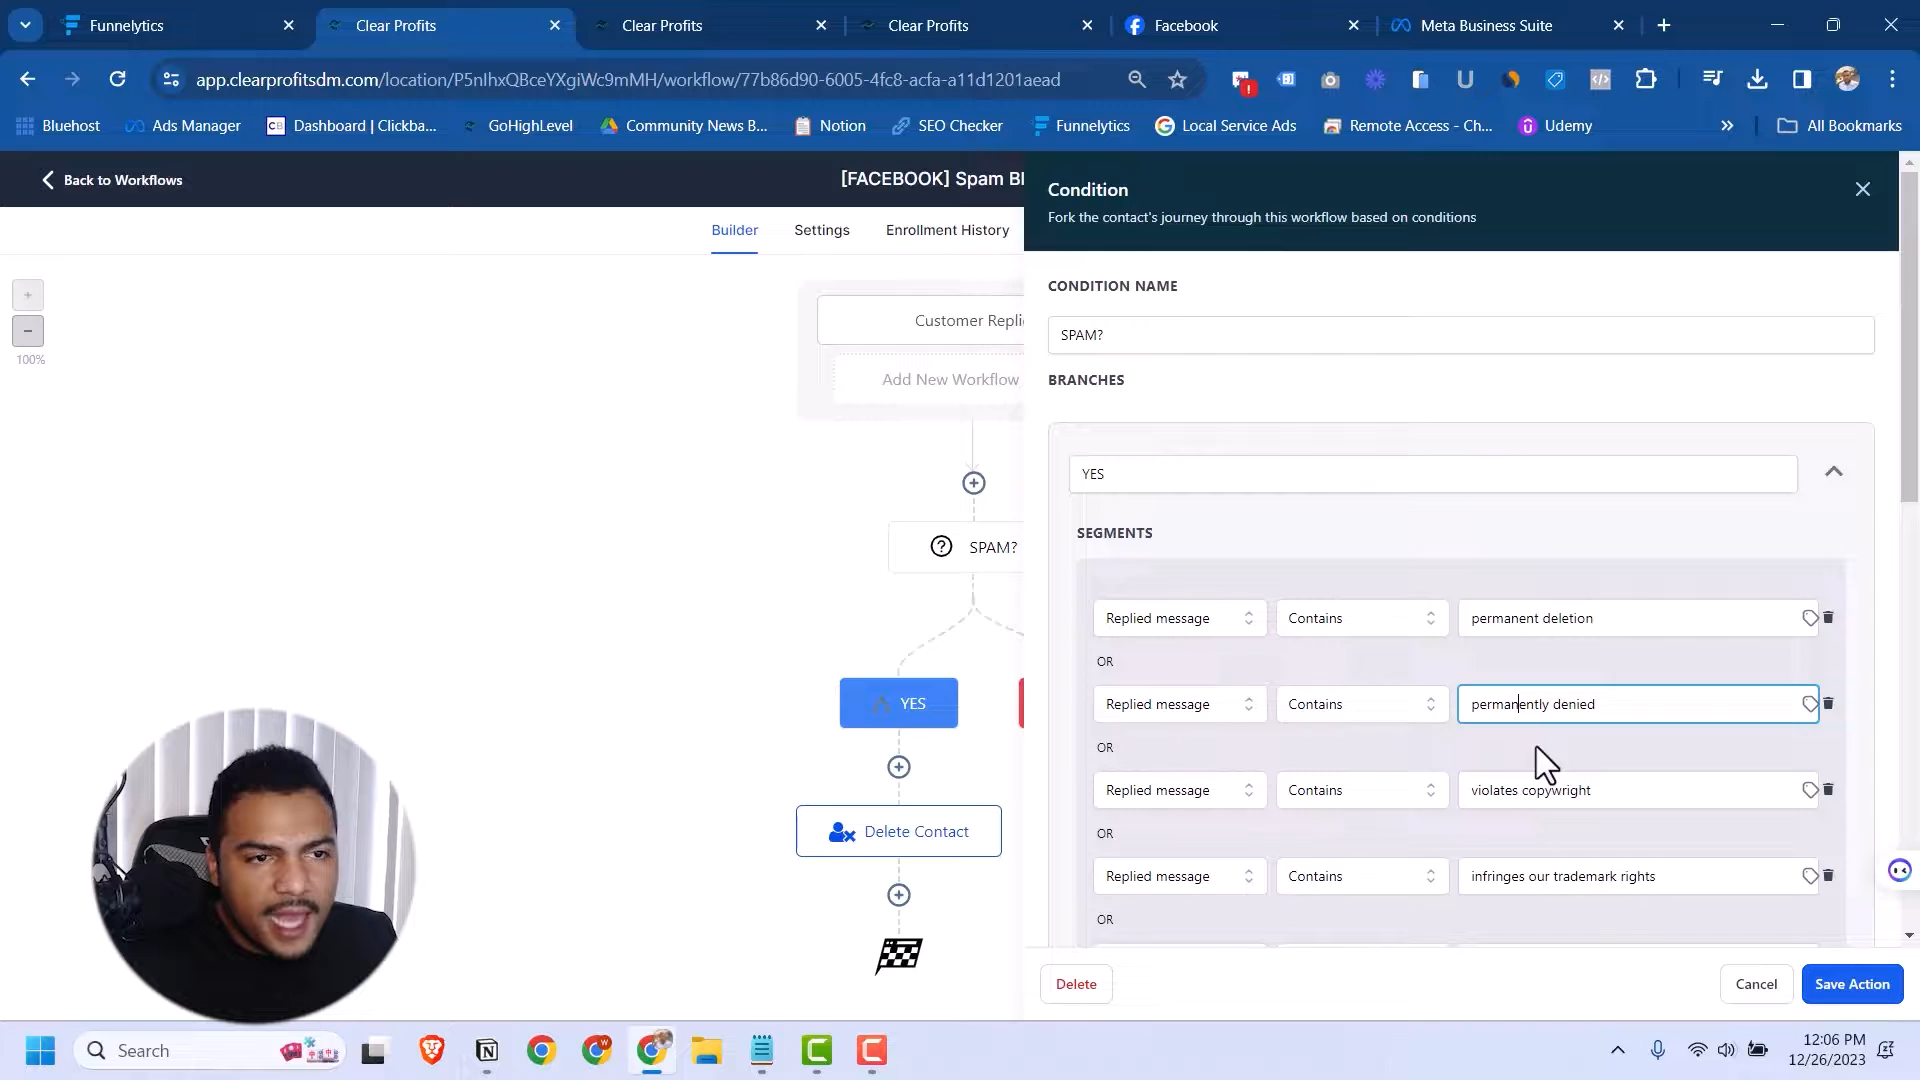 Funnelytics
Clear Profits
Clear Profits
Clear Profits
Facebook
Meta Business Suite
app.clearprofitsdm.com/location/P5nIhxQBceYXgiWc9mMH/workflow/77b86d90-6005-4fc8-acfa-a11d1201aead
Bluehost
Ads Manager
CB Dashboard | Clickba...
GoHighLevel
Community News B...
Notion
SEO Checker
Funnelytics
Local Service Ads
Remote Access - Ch...
Udemy
All Bookmarks
Back to Workflows
[FACEBOOK] Spam Bl
Builder
Settings
Enrollment History
100%
Customer Replie
Add New Workflow
SPAM?
YES
Delete Contact
Condition
Fork the contact's journey through this workflow based on conditions
CONDITION NAME
SPAM?
BRANCHES
YES
SEGMENTS
Replied message Contains permanent deletion
OR
Replied message Contains permanently denied
OR
Replied message Contains violates copywright
OR
Replied message Contains infringes our trademark rights
OR
Delete
Cancel
Save Action
Search
12:06 PM
12/26/2023